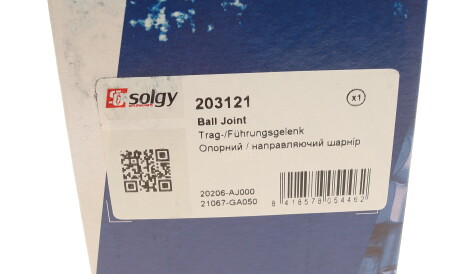 solgy
203121
x1
Ball Joint
Trag-/Führungsgelenk
Опорний / направляючий шарнір
20206-AJ000
21067-GA050
8 418578 054462